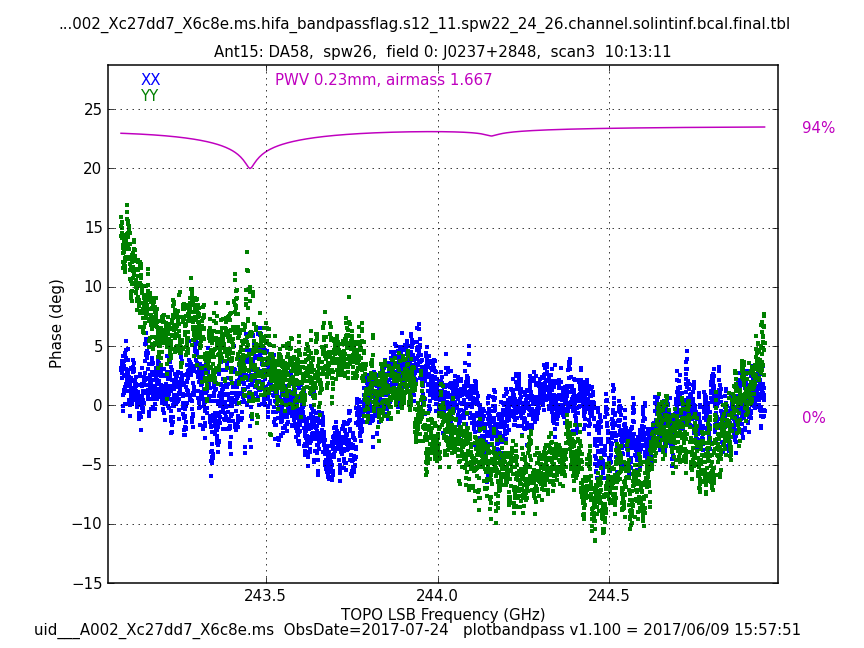 ...002_Xc27dd7_X6c8e.ms.hifa_bandpassflag.s12_11.spw22_24_26.channel.solintinf.bcal.final.tbl
Ant15: DA58,  spw26,  field 0: J0237+2848,  scan3  10:13:11
XX
YY
PWV 0.23mm, airmass 1.667
94%
0%
25
20
15
10
5
0
−5
−10
−15
Phase (deg)
243.5
244.0
244.5
TOPO LSB Frequency (GHz)
uid___A002_Xc27dd7_X6c8e.ms  ObsDate=2017-07-24   plotbandpass v1.100 = 2017/06/09 15:57:51